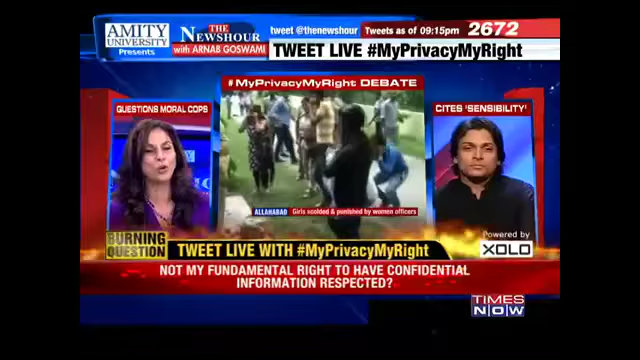 AMITY
UNIVERSITY
Presents
THE
NEWSHOUR
with ARNAB GOSWAMI
tweet @thenewshour
Tweets as of 09:15pm
2672
TWEET LIVE #MyPrivacyMyRight
#MyPrivacyMyRight DEBATE
QUESTIONS MORAL COPS
CITES 'SENSIBILITY'
ALLAHABAD Girls scolded & punished by women officers
Powered by
XOLO
BURNING
QUESTION
TWEET LIVE WITH #MyPrivacyMyRight
NOT MY FUNDAMENTAL RIGHT TO HAVE CONFIDENTIAL
INFORMATION RESPECTED?
TIMES
NOW